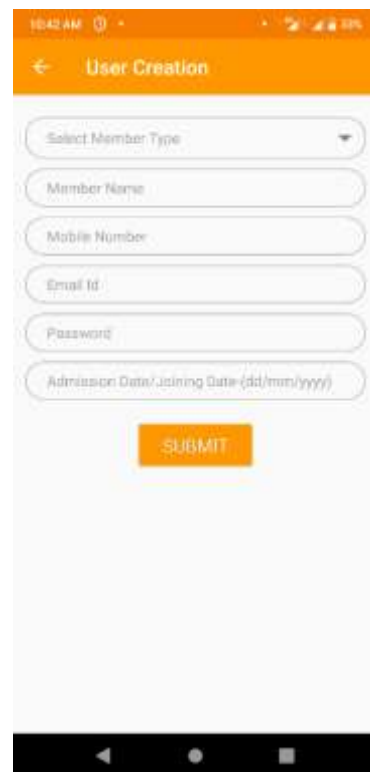 10:42 AM
User Creation
Select Member Type
Member Name
Mobile Number
Email Id
Password
Admission Date/Joining Date-(dd/mm/yyyy)
SUBMIT